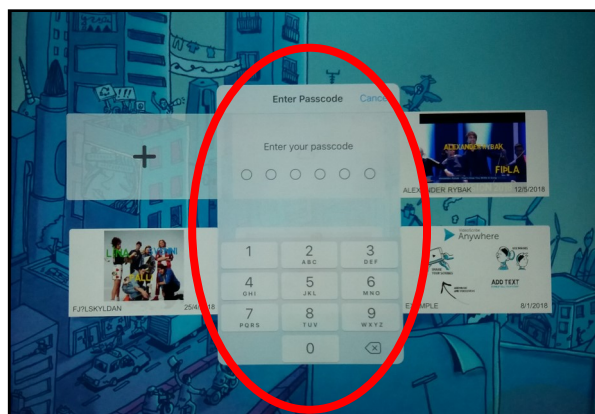 Enter Passcode Cancel
Enter your passcode
1
2
ABC
3
DEF
4
GHI
5
JKL
6
MNO
7
PQRS
8
TUV
9
WXYZ
0
ALEXANDER RYBAK
FIÞLA
ALEXANDER RYBAK 12/5/2018
FJ?LSKYLDAN 25/4/
Anywhere
ADD TEXT
EXAMPLE 8/1/2018